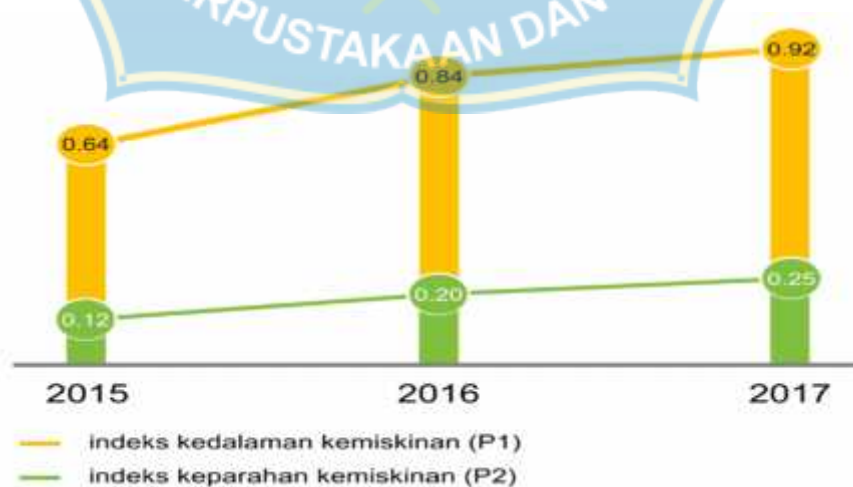 PUSTAKAAN DAN
0.92
0.84
0.64
0.25
0.20
0.12
2015 2016 2017
indeks kedalaman kemiskinan (P1)
indeks keparahan kemiskinan (P2)